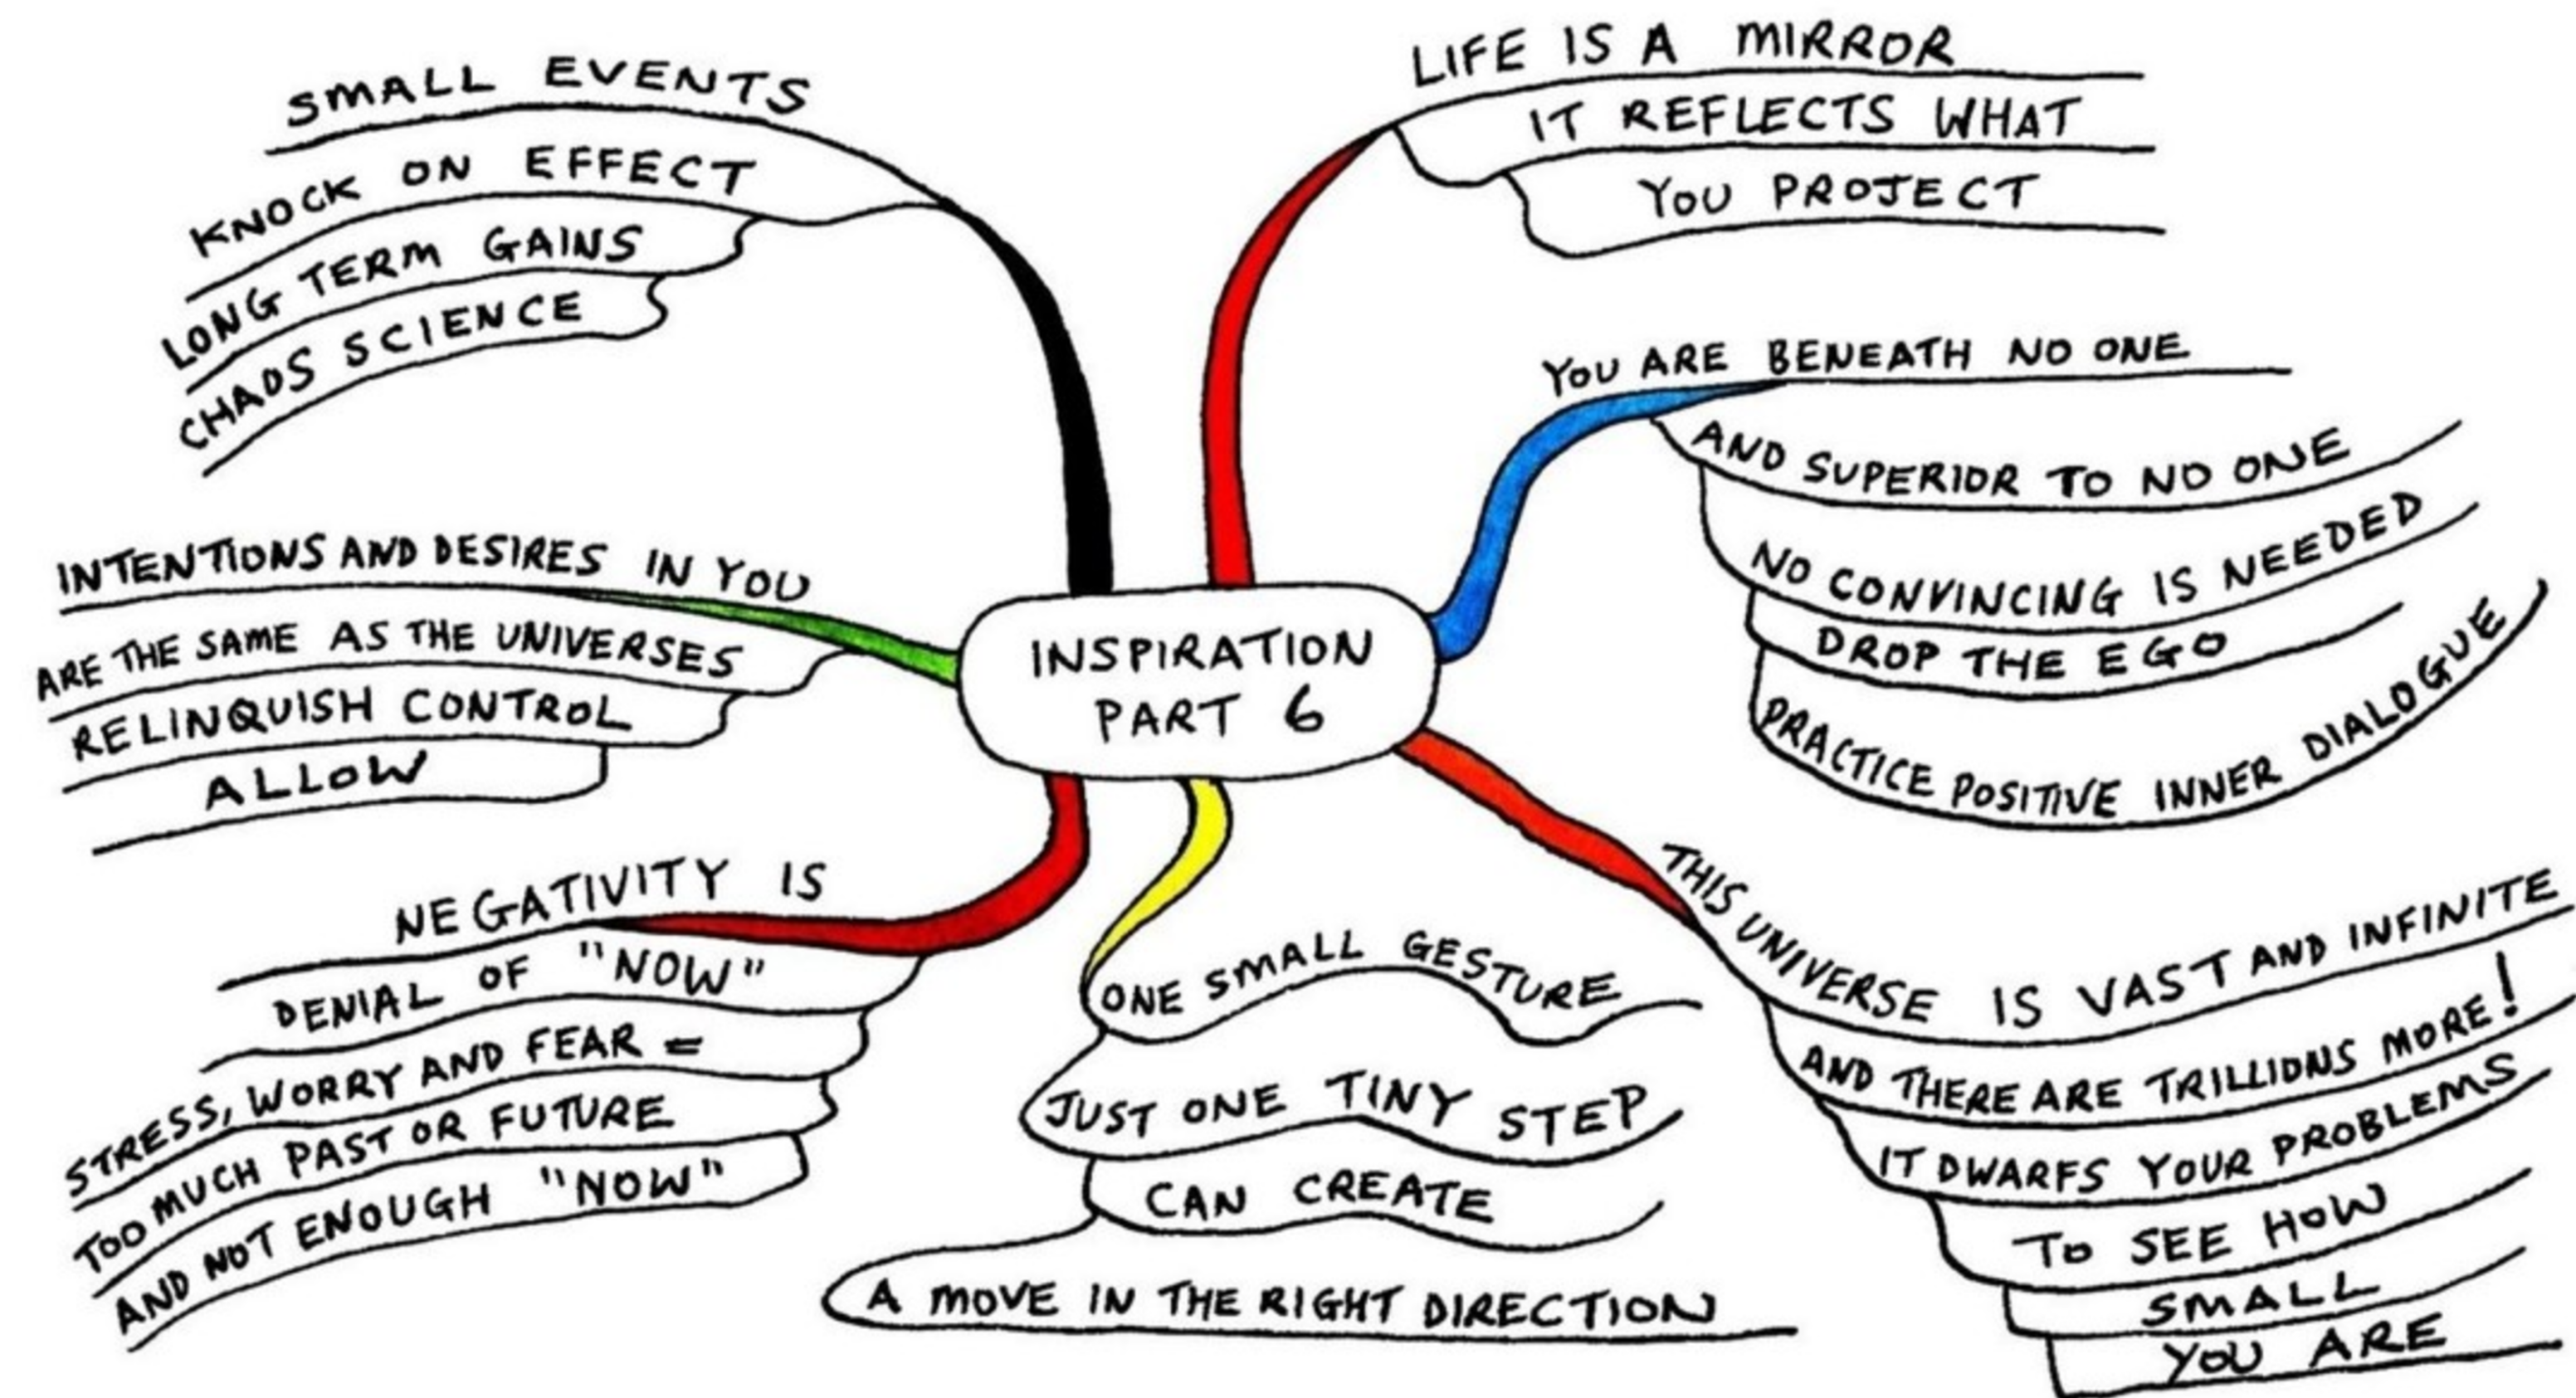 INSPIRATION
PART 6
LIFE IS A MIRROR
IT REFLECTS WHAT
YOU PROJECT
YOU ARE BENEATH NO ONE
AND SUPERIOR TO NO ONE
NO CONVINCING IS NEEDED
DROP THE EGO
PRACTICE POSITIVE INNER DIALOGUE
THIS UNIVERSE IS VAST AND INFINITE
AND THERE ARE TRILLIONS MORE!
IT DWARFS YOUR PROBLEMS
TO SEE HOW
SMALL
YOU ARE
ONE SMALL GESTURE
JUST ONE TINY STEP
CAN CREATE
A MOVE IN THE RIGHT DIRECTION
NEGATIVITY IS
DENIAL OF "NOW"
STRESS, WORRY AND FEAR =
TOO MUCH PAST OR FUTURE
AND NOT ENOUGH "NOW"
INTENTIONS AND DESIRES IN YOU
ARE THE SAME AS THE UNIVERSES
RELINQUISH CONTROL
ALLOW
SMALL EVENTS
KNOCK ON EFFECT
LONG TERM GAINS
CHAOS SCIENCE